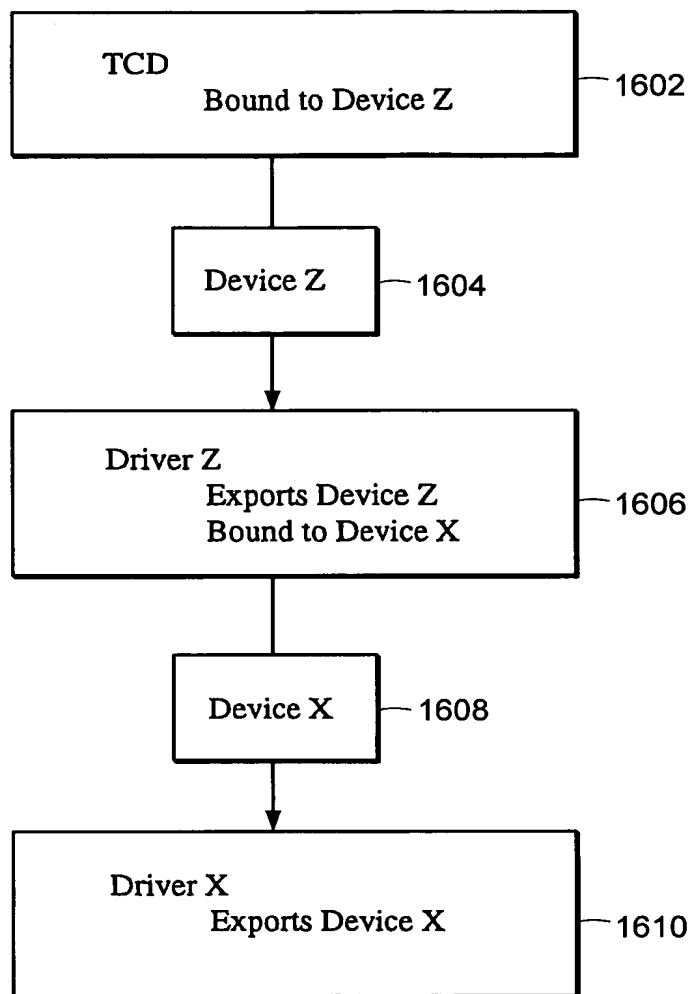 TCD
Bound to Device Z
1602
Device Z
1604
Driver Z
Exports Device Z
Bound to Device X
1606
Device X
1608
Driver X
Exports Device X
1610